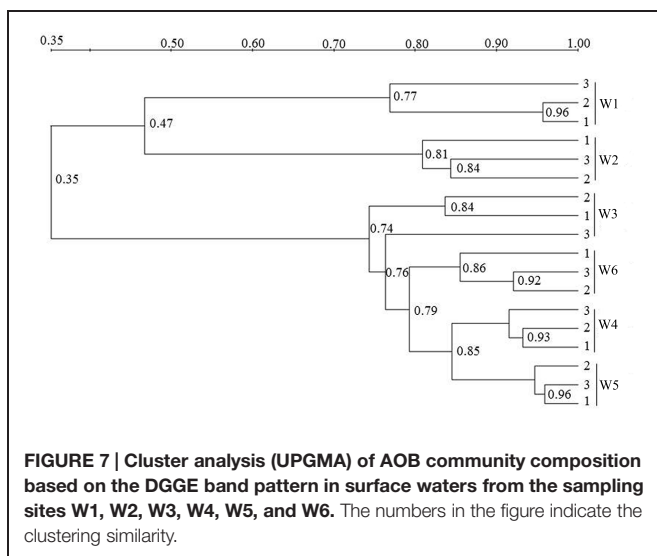 0.35 0.50 0.60 0.70 0.80 0.90 1.00
3
0.77
2 W1
0.96
1
0.47
1
0.81
3 W2
0.84
2
0.35
2
0.84
1 W3
0.74
3
0.76
1
0.86
3 W6
0.92
2
0.79
3
2 W4
0.93
1
0.85
2
3 W5
0.96
1
FIGURE 7 | Cluster analysis (UPGMA) of AOB community composition
based on the DGGE band pattern in surface waters from the sampling
sites W1, W2, W3, W4, W5, and W6. The numbers in the figure indicate the
clustering similarity.